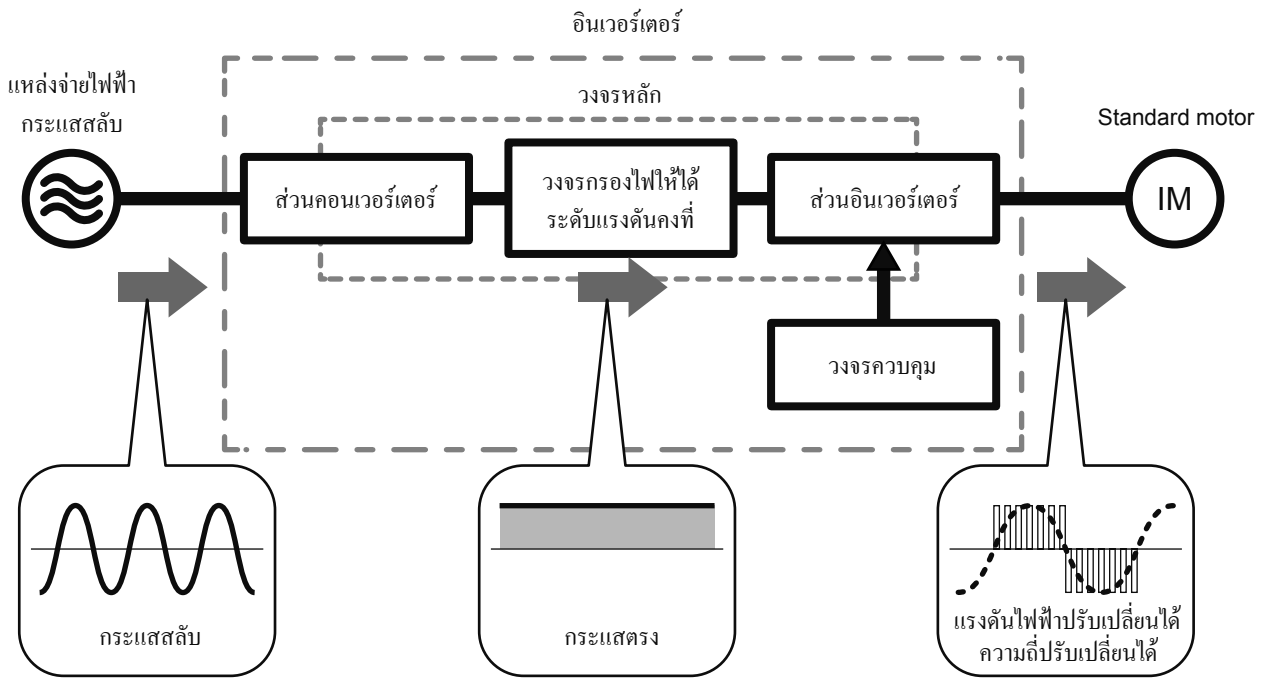 อินเวอร์เตอร์
แหล่งจ่ายไฟฟ้า
กระแสสลับ
วงจรหลัก
Standard motor
ส่วนคอนเวอร์เตอร์
วงจรกรองไฟให้ได้
ระดับแรงดันคงที่
ส่วนอินเวอร์เตอร์
IM
วงจรควบคุม
กระแสสลับ
กระแสตรง
แรงดันไฟฟ้าปรับเปลี่ยนได้
ความถี่ปรับเปลี่ยนได้